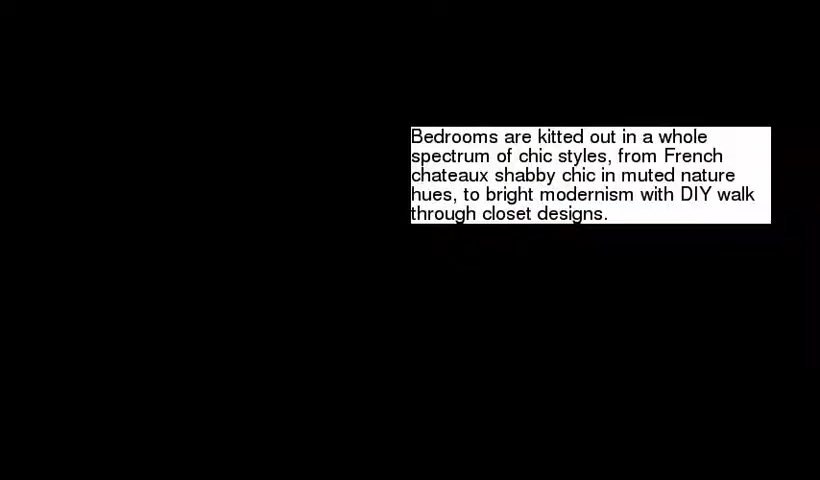 Bedrooms are kitted out in a whole
spectrum of chic styles, from French
chateaux shabby chic in muted nature
hues, to bright modernism with DIY walk
through closet designs.